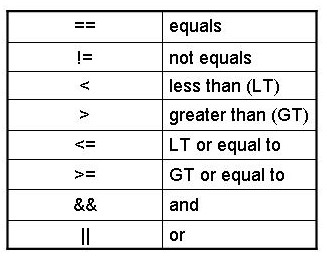 == equals
!= not equals
< less than (LT)
> greater than (GT)
<= LT or equal to
>= GT or equal to
&& and
|| or